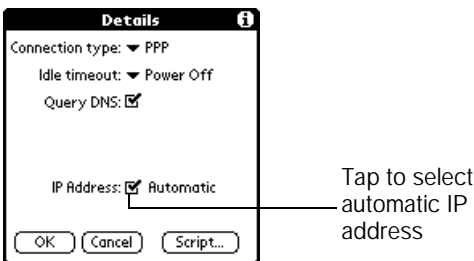 Details
Connection type: PPP
Idle timeout: Power Off
Query DNS:
IP Address: Automatic
Tap to select
automatic IP
address
OK Cancel Script...